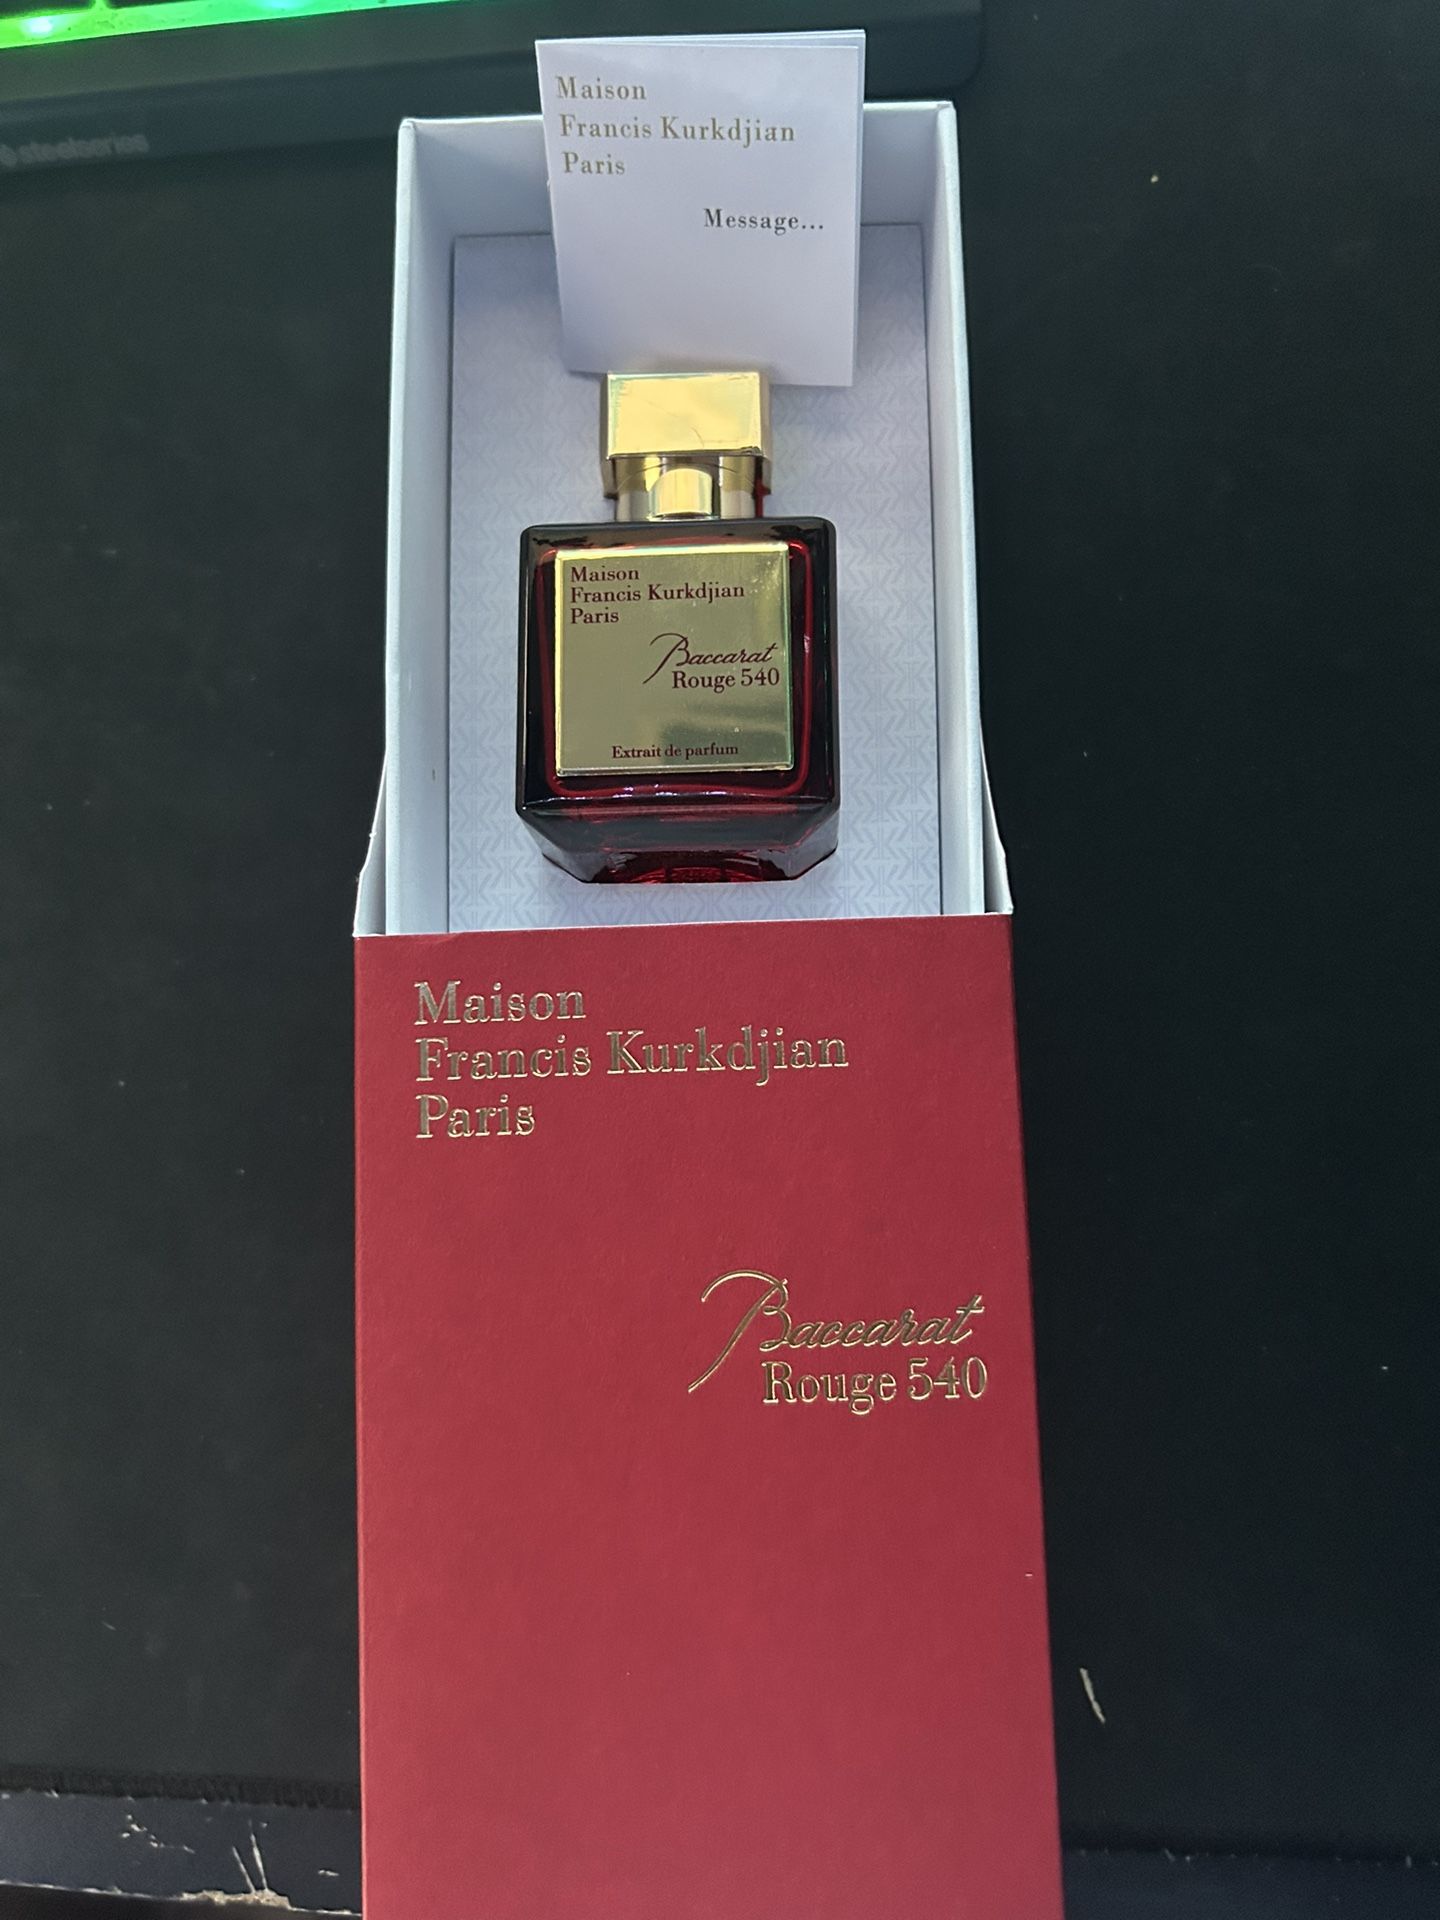 steelseries
Maison
Francis Kurkdjian
Paris
Message...
Maison
Francis Kurkdjian
Paris
Baccarat
Rouge 540
Extrait de parfum
Maison
Francis Kurkdjian
Paris
Baccarat
Rouge 540